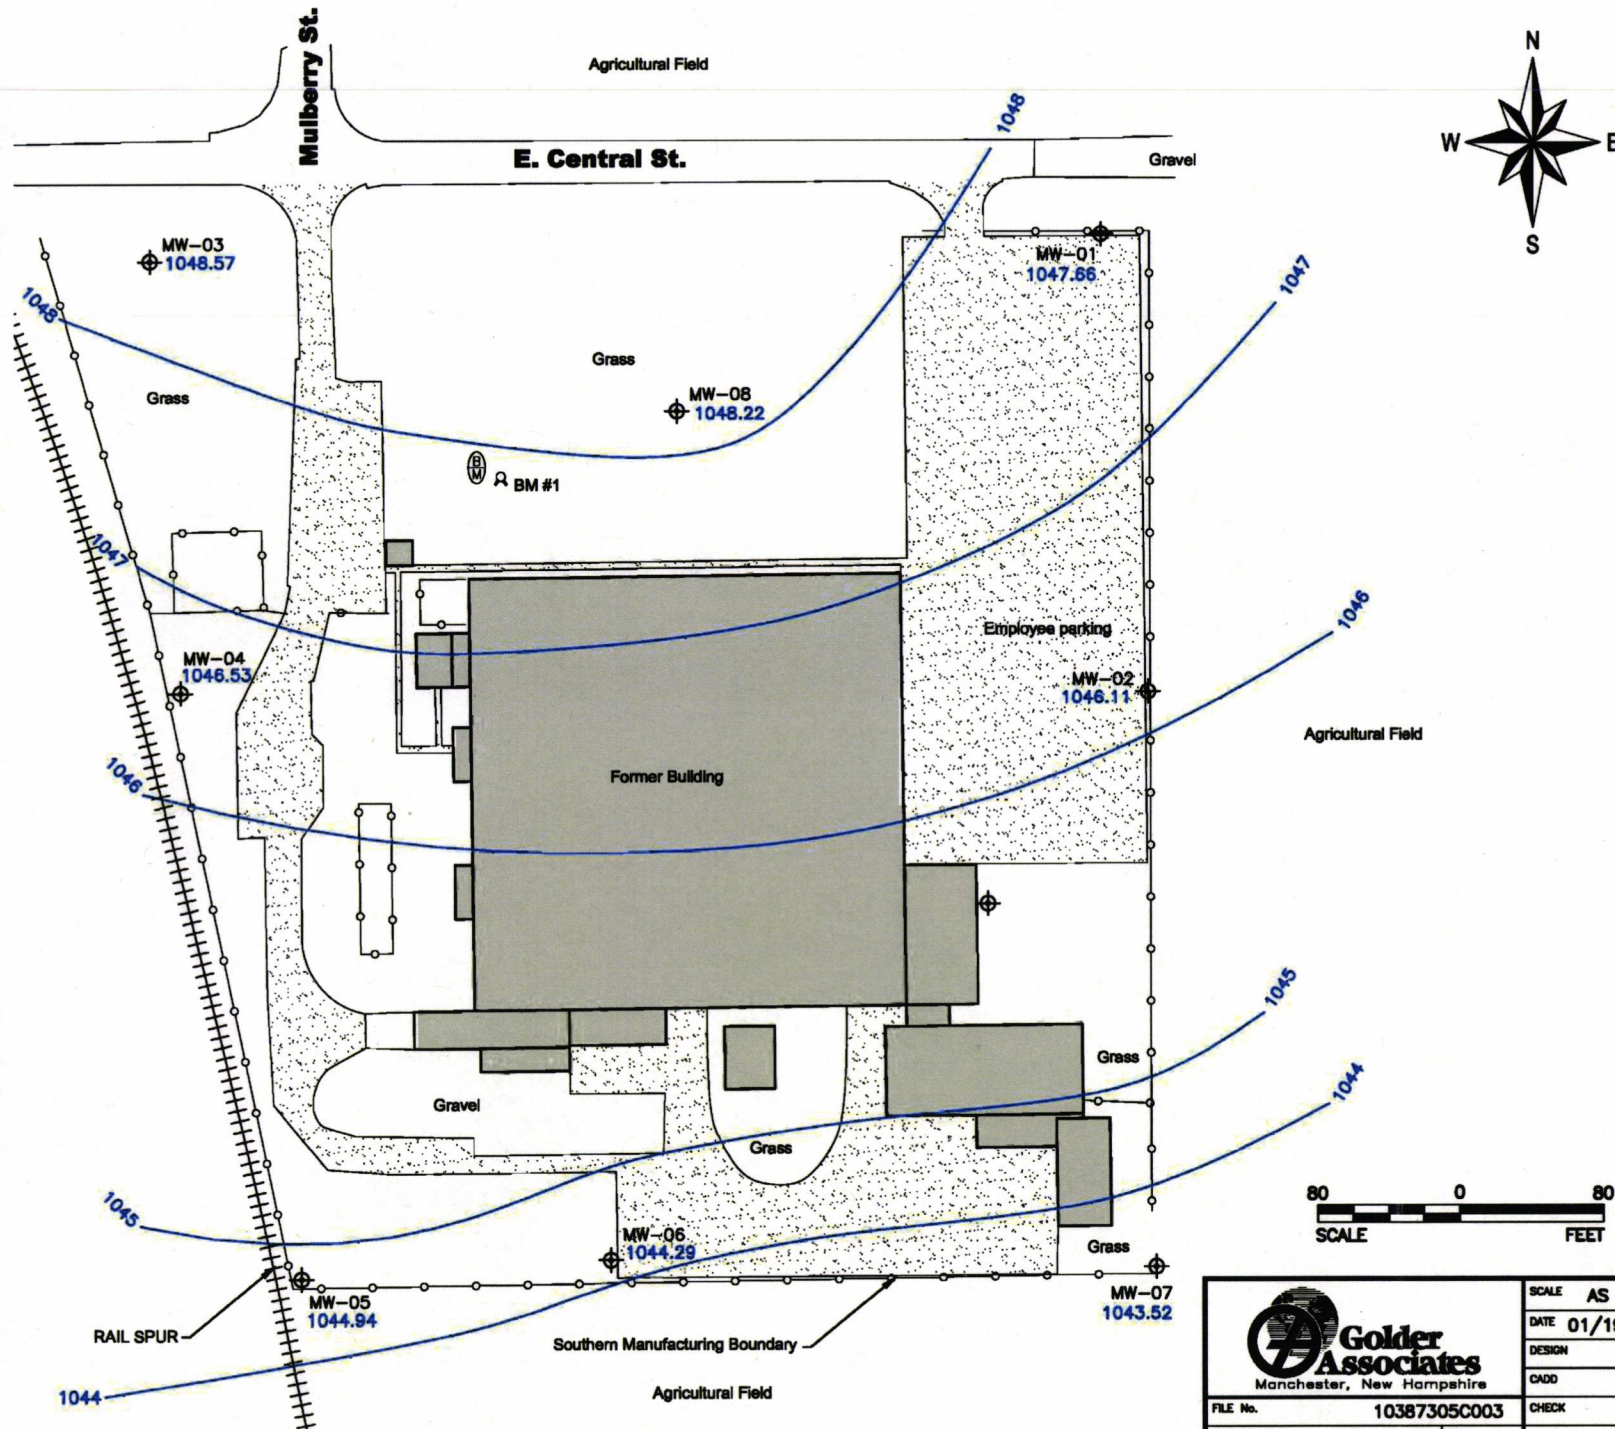 Mulberry St.
Agricultural Field
N
W
E
S
1048
E. Central St.
Gravel
MW-03
1048.57
MW-01
1047.66
1047
1048
Grass
Grass
MW-08
1048.22
B
M
BM #1
1047
1046
Employee parking
MW-04
1046.53
MW-02
1046.11
Agricultural Field
1046
Former Building
1045
Grass
1044
Gravel
Grass
1045
80
0
80
SCALE
FEET
MW-06
1044.29
Grass
MW-05
1044.94
MW-07
1043.52
RAIL SPUR
Southern Manufacturing Boundary
1044
Agricultural Field
Golder
Associates
Manchester, New Hampshire
FILE No.
10387305C003
SCALE AS
DATE 01/19
DESIGN
CADD
CHECK